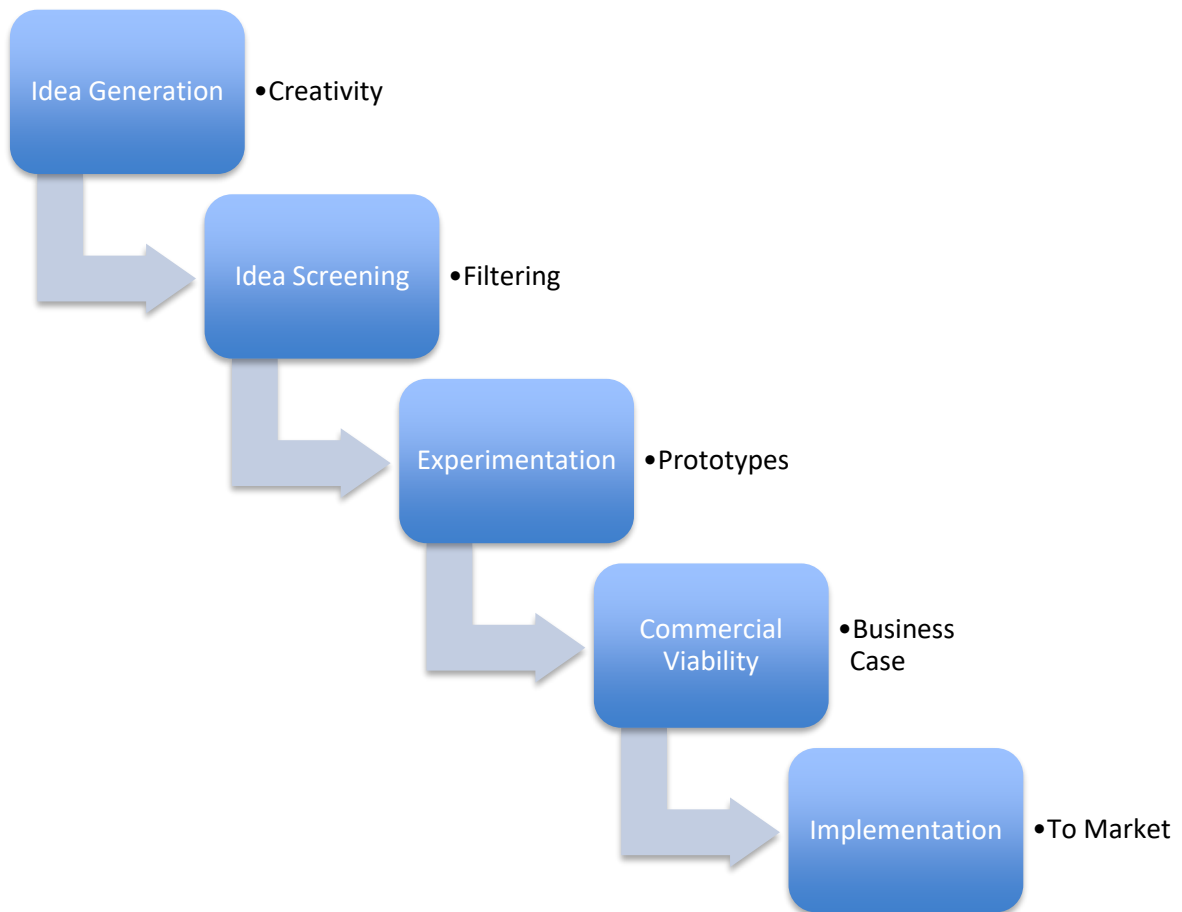 Idea Generation
•Creativity
Idea Screening
•Filtering
Experimentation
•Prototypes
Commercial
Viability
•Business
Case
Implementation
•To Market